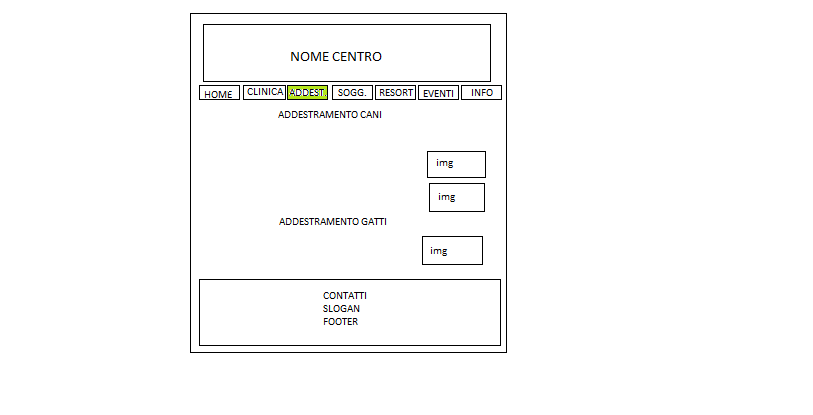 NOME CENTRO
HOME CLINICA ADDEST. SOGG. RESORT EVENTI INFO
ADDESTRAMENTO CANI
img
img
ADDESTRAMENTO GATTI
img
CONTATTI
SLOGAN
FOOTER